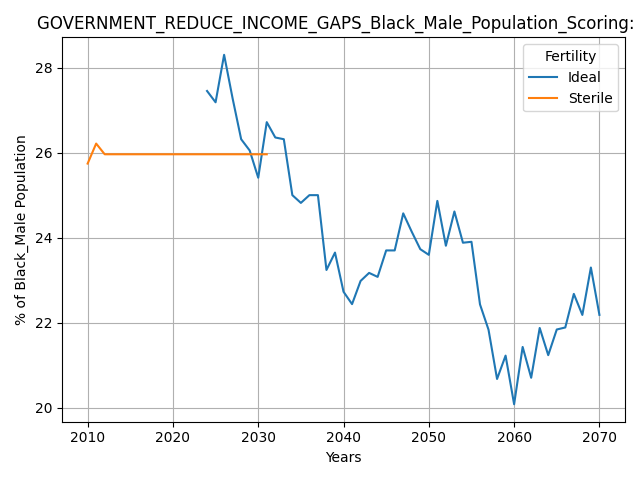 GOVERNMENT_REDUCE_INCOME_GAPS_Black_Male_Population_Scoring:
Fertility
Ideal
Sterile
% of Black_Male Population
28
26
24
22
20
2010 2020 2030 2040 2050 2060 2070
Years